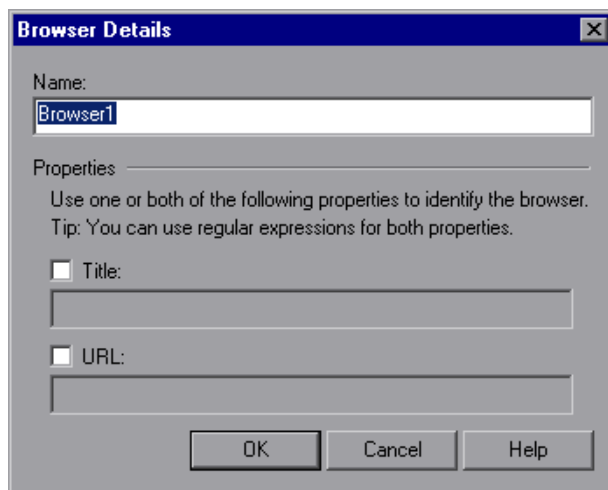 Browser Details
Name:
Browser1
Properties
Use one or both of the following properties to identify the browser.
Tip: You can use regular expressions for both properties.
Title:
URL:
OK Cancel Help